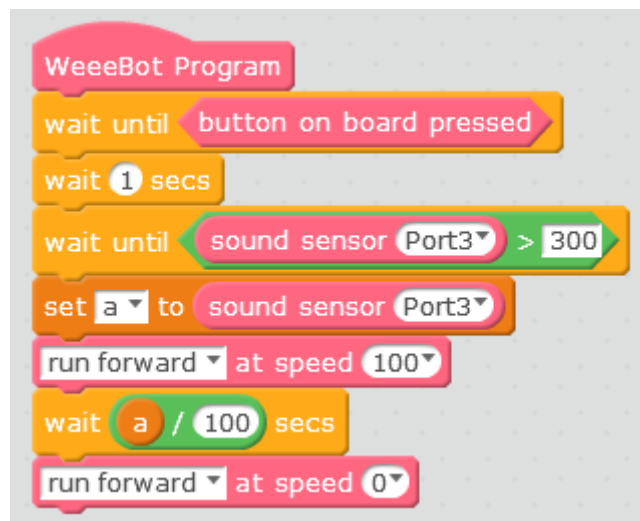 WeeeBot Program
wait until button on board pressed
wait 1 secs
wait until sound sensor Port3 > 300
set a to sound sensor Port3
run forward at speed 100
wait a / 100 secs
run forward at speed 0